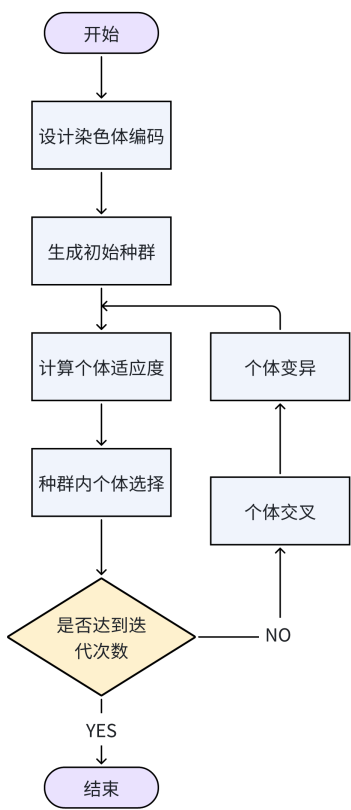 开始
设计染色体编码
生成初始种群
计算个体适应度
个体变异
种群内个体选择
个体交叉
是否达到迭
代次数
NO
YES
结束